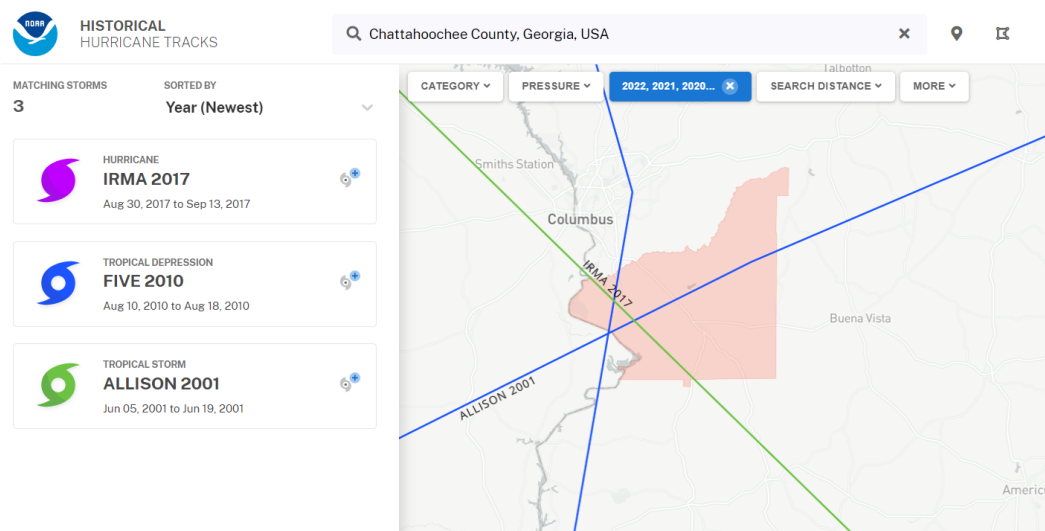 NOAA
HISTORICAL
HURRICANE TRACKS
Chattahoochee County, Georgia, USA
MATCHING STORMS
3
SORTED BY
Year (Newest)
HURRICANE
IRMA 2017
Aug 30, 2017 to Sep 13, 2017
TROPICAL DEPRESSION
FIVE 2010
Aug 10, 2010 to Aug 18, 2010
TROPICAL STORM
ALLISON 2001
Jun 05, 2001 to Jun 19, 2001
CATEGORY
PRESSURE
2022, 2021, 2020...
SEARCH DISTANCE
MORE
Talbotton
Smiths Station
Columbus
IRMA 2017
Buena Vista
ALLISON 2001
Americ